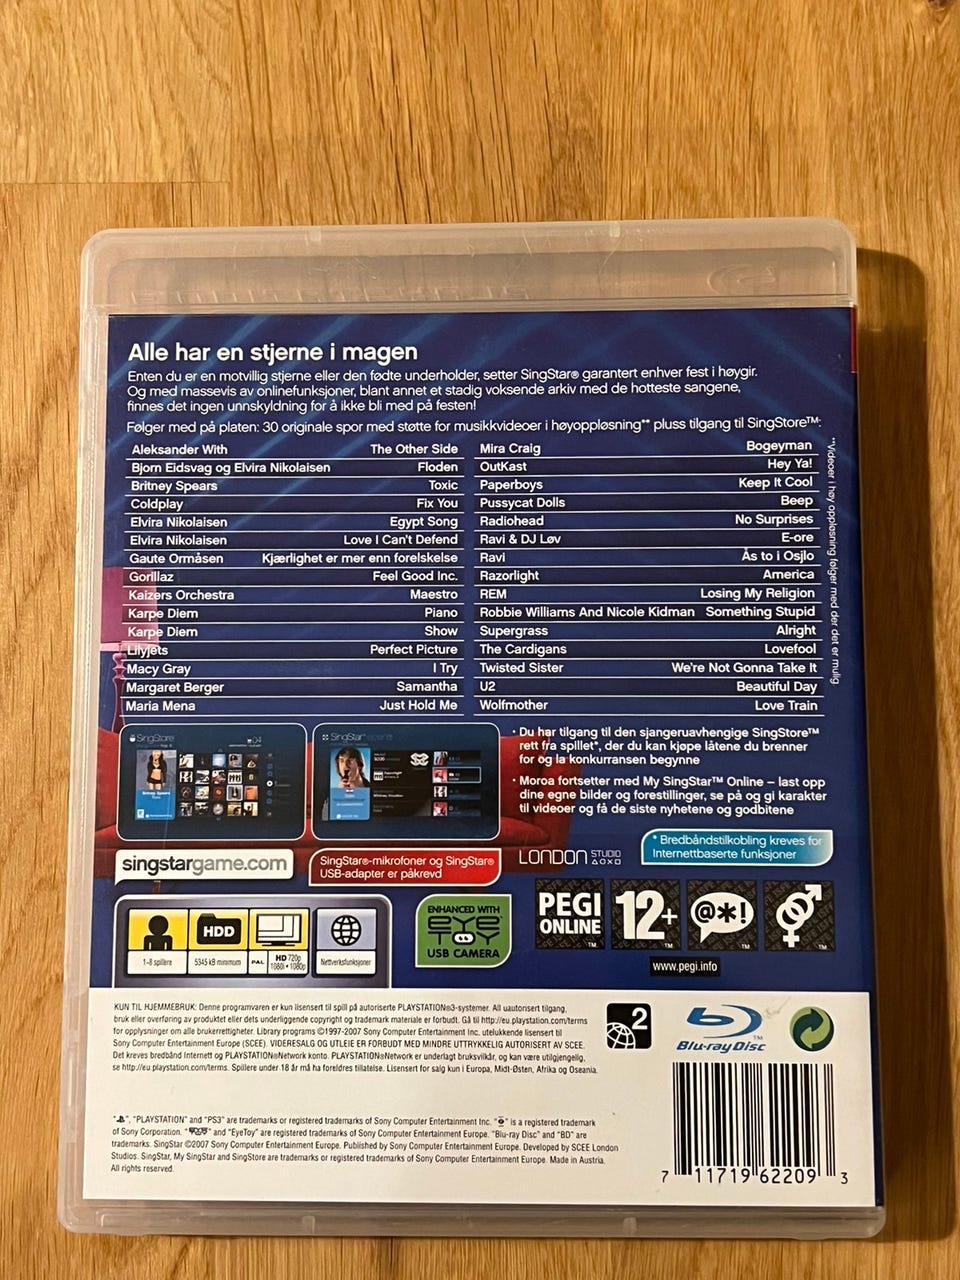 Alle har en stjerne i magen
Enten du er en motvillig stjerne eller den fødte underholder, setter SingStar® garantert enhver fest i høygir.
Og med massevis av onlinefunksjoner, blant annet et stadig voksende arkiv med de hotteste sangene,
finnes det ingen unnskyldning for å ikke bli med på festen!
Følger med på platen: 30 originale spor med støtte for musikkvideoer i høyoppløsning** pluss tilgang til SingStore™:
Aleksander With The Other Side
Bjorn Eidsvag og Elvira Nikolaisen Floden
Britney Spears Toxic
Coldplay Fix You
Elvira Nikolaisen Egypt Song
Elvira Nikolaisen Love I Can't Defend
Gaute Ormåsen Kjærlighet er mer enn forelskelse
Gorillaz Feel Good Inc.
Kaizers Orchestra Maestro
Karpe Diem Piano
Karpe Diem Show
Lilyjets Perfect Picture
Macy Gray I Try
Margaret Berger Samantha
Maria Mena Just Hold Me
Mira Craig Bogeyman
OutKast Hey Ya!
Paperboys Keep It Cool
Pussycat Dolls Beep
Radiohead No Surprises
Ravi & DJ Løv E-ore
Ravi Ås to i Osjlo
Razorlight America
REM Losing My Religion
Robbie Williams And Nicole Kidman Something Stupid
Supergrass Alright
The Cardigans Lovefool
Twisted Sister We're Not Gonna Take It
U2 Beautiful Day
Wolfmother Love Train
**Videoer i høy oppløsning følger med der det er mulig
SingStore
SingStar
· Du har tilgang til den sjangeruavhengige SingStore™
rett fra spillet*, der du kan kjøpe låtene du brenner
for og la konkurransen begynne
· Moroa fortsetter med My SingStar™ Online – last opp
dine egne bilder og forestillinger, se på og gi karakter
til videoer og få de siste nyhetene og godbitene
singstargame.com
SingStar®-mikrofoner og SingStar®
USB-adapter er påkrevd
LONDON STUDIO
* Bredbåndstilkobling kreves for
Internettbaserte funksjoner
HDD
1-8 spillere
5345 kB minimum
PAL
HD 720p
1080i • 1080p
Nettverksfunksjoner
ENHANCED WITH
EYE
TOY
USB CAMERA
PEGI
ONLINE
™
12+
™
@*!
™
™
www.pegi.info
KUN TIL HJEMMEBRUK: Denne programvaren er kun lisensert til spill på autoriserte PLAYSTATION®3-systemer. All uautorisert tilgang,
bruk eller overføring av produktet eller dets underliggende copyright og trademark materiale er forbudt. Gå til http://eu.playstation.com/terms
for opplysninger om alle brukerrettigheter. Library programs ©1997-2007 Sony Computer Entertainment Inc. utelukkende lisensert til
Sony Computer Entertainment Europe (SCEE). VIDERESALG OG UTLEIE ER FORBUDT MED MINDRE UTTRYKKELIG AUTORISERT AV SCEE.
Det kreves bredbånd Internett og PLAYSTATION®Network konto. PLAYSTATION®Network er underlagt bruksvilkår, og kan være utilgjengelig,
se http://eu.playstation.com/terms. Spillere under 18 år må ha foreldres tillatelse. Lisensert for salg kun i Europa, Midt-Østen, Afrika og Oseania.
2
Blu-ray Disc
™
"", "PLAYSTATION" and "PS3" are trademarks or registered trademarks of Sony Computer Entertainment Inc. "" is a registered trademark
of Sony Corporation. "" and "EyeToy" are registered trademarks of Sony Computer Entertainment Europe. "Blu-ray Disc" and "BD" are
trademarks. SingStar ©2007 Sony Computer Entertainment Europe. Published by Sony Computer Entertainment Europe. Developed by SCEE London
Studios. SingStar, My SingStar and SingStore are trademarks or registered trademarks of Sony Computer Entertainment Europe. Made in Austria.
All rights reserved.
7 11719 62209 3